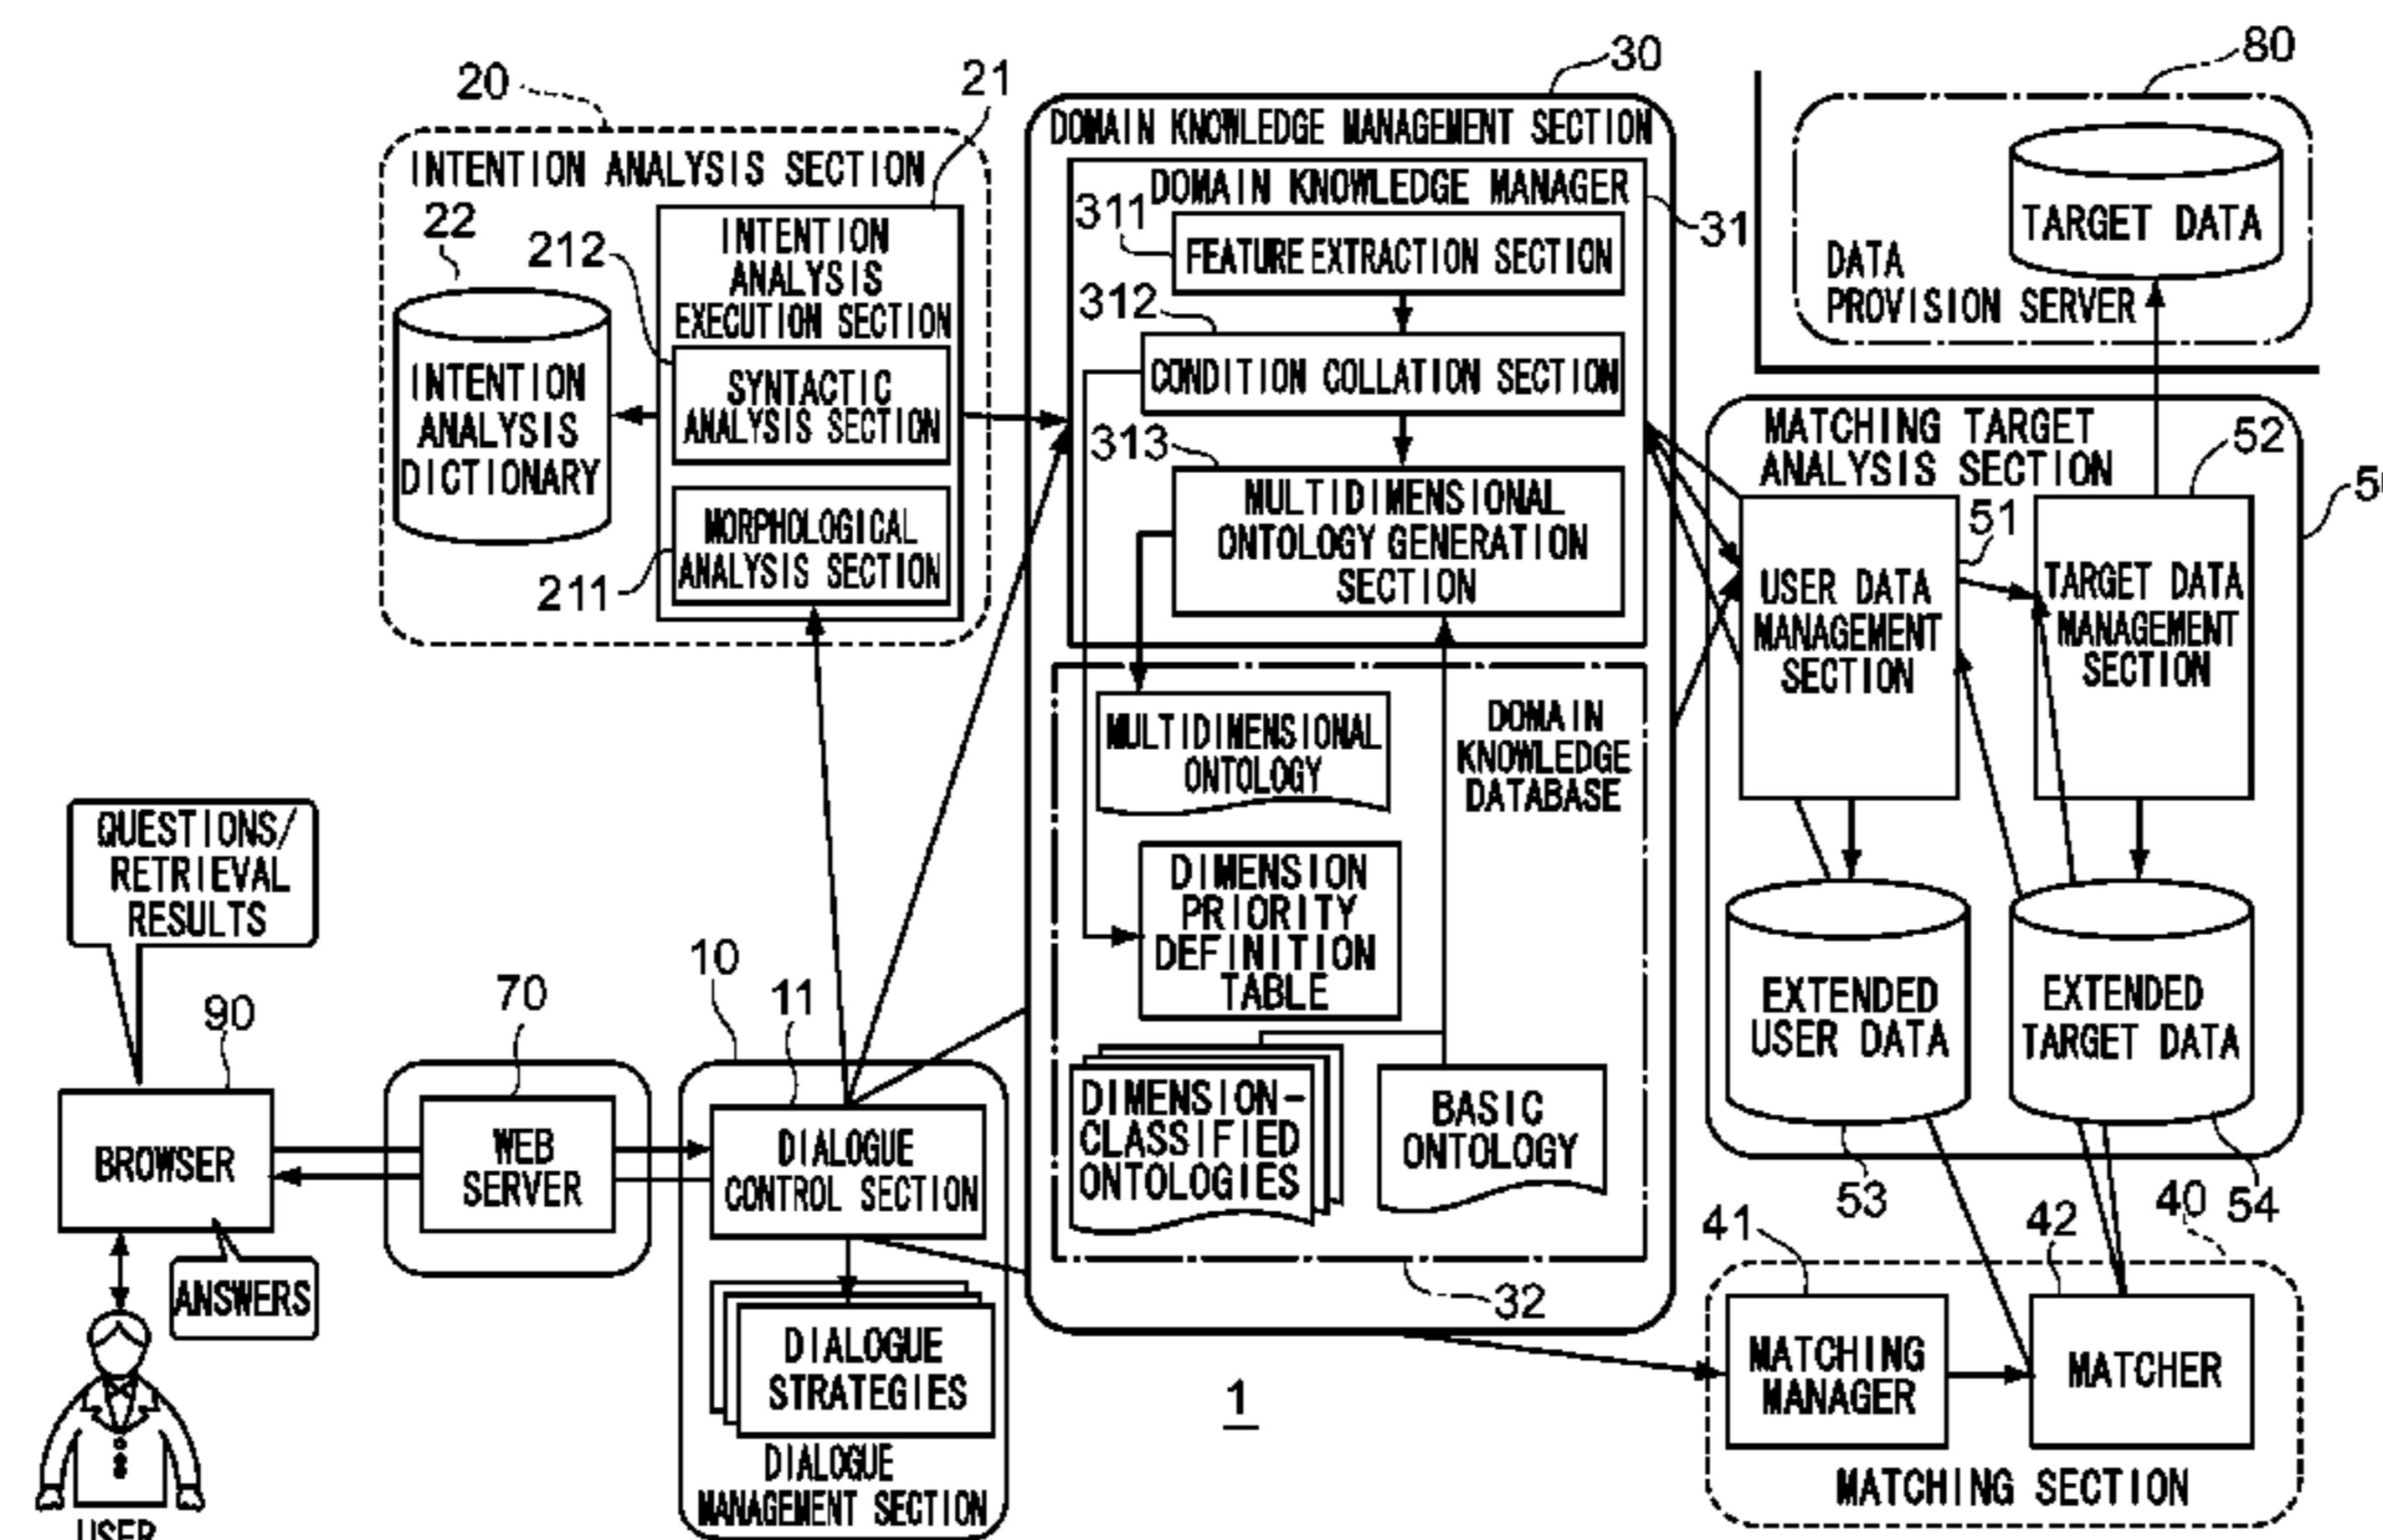 20
INTENTION ANALYSIS SECTION
21
22
212
INTENTION
ANALYSIS
EXECUTION SECTION
SYNTACTIC
ANALYSIS SECTION
INTENTION
ANALYSIS
DICTIONARY
211
MORPHOLOGICAL
ANALYSIS SECTION
30
DOMAIN KNOWLEDGE MANAGEMENT SECTION
DOMAIN KNOWLEDGE MANAGER
31
311
FEATURE EXTRACTION SECTION
312
CONDITION COLLATION SECTION
313
MULTIDIMENSIONAL
ONTOLOGY GENERATION
SECTION
MULTIDIMENSIONAL
ONTOLOGY
DOMAIN
KNOWLEDGE
DATABASE
DIMENSION
PRIORITY
DEFINITION
TABLE
DIMENSION-
CLASSIFIED
ONTOLOGIES
BASIC
ONTOLOGY
32
80
TARGET DATA
DATA
PROVISION SERVER
MATCHING TARGET
ANALYSIS SECTION
52
51
USER DATA
MANAGEMENT
SECTION
TARGET DATA
MANAGEMENT
SECTION
EXTENDED
USER DATA
EXTENDED
TARGET DATA
53
54
QUESTIONS/
RETRIEVAL
RESULTS
90
BROWSER
ANSWERS
USER
70
WEB
SERVER
10
11
DIALOGUE
CONTROL SECTION
DIALOGUE
STRATEGIES
DIALOGUE
MANAGEMENT SECTION
1
41
42
40
MATCHING
MANAGER
MATCHER
MATCHING SECTION